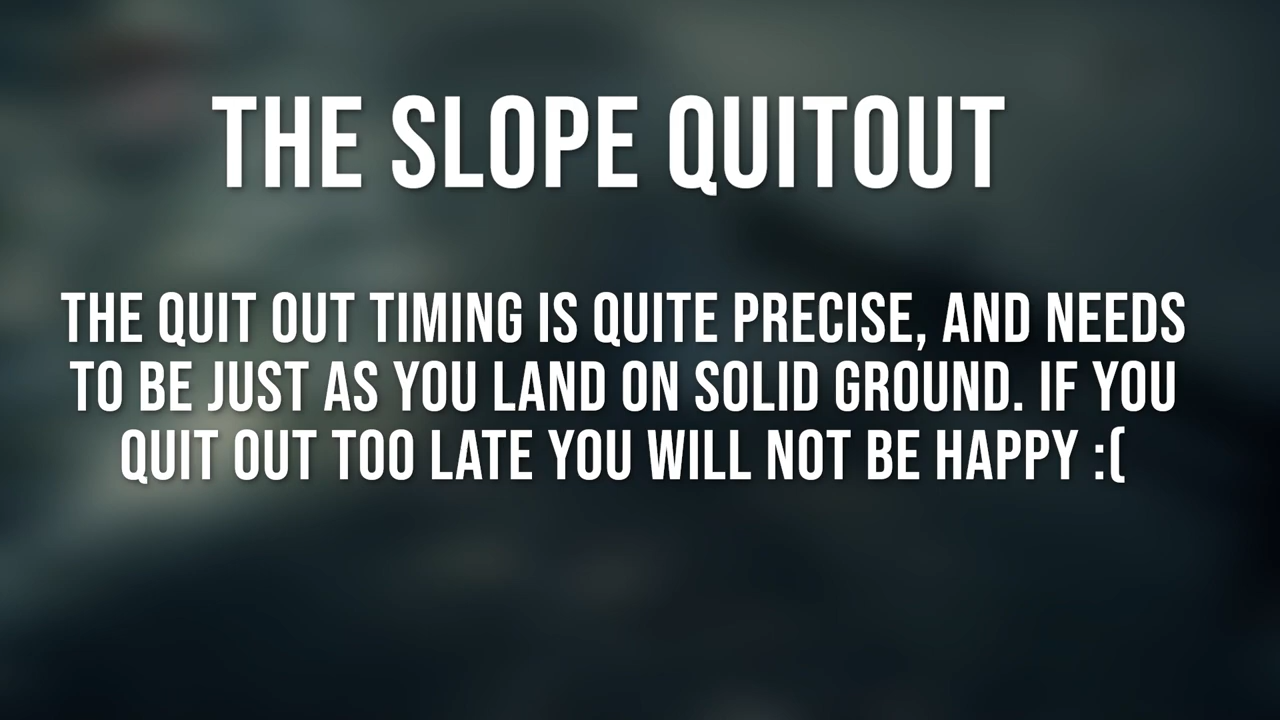 THE SLOPE QUITOUT
THE QUIT OUT TIMING IS QUITE PRECISE, AND NEEDS
TO BE JUST AS YOU LAND ON SOLID GROUND. IF YOU
QUIT OUT TOO LATE YOU WILL NOT BE HAPPY :(